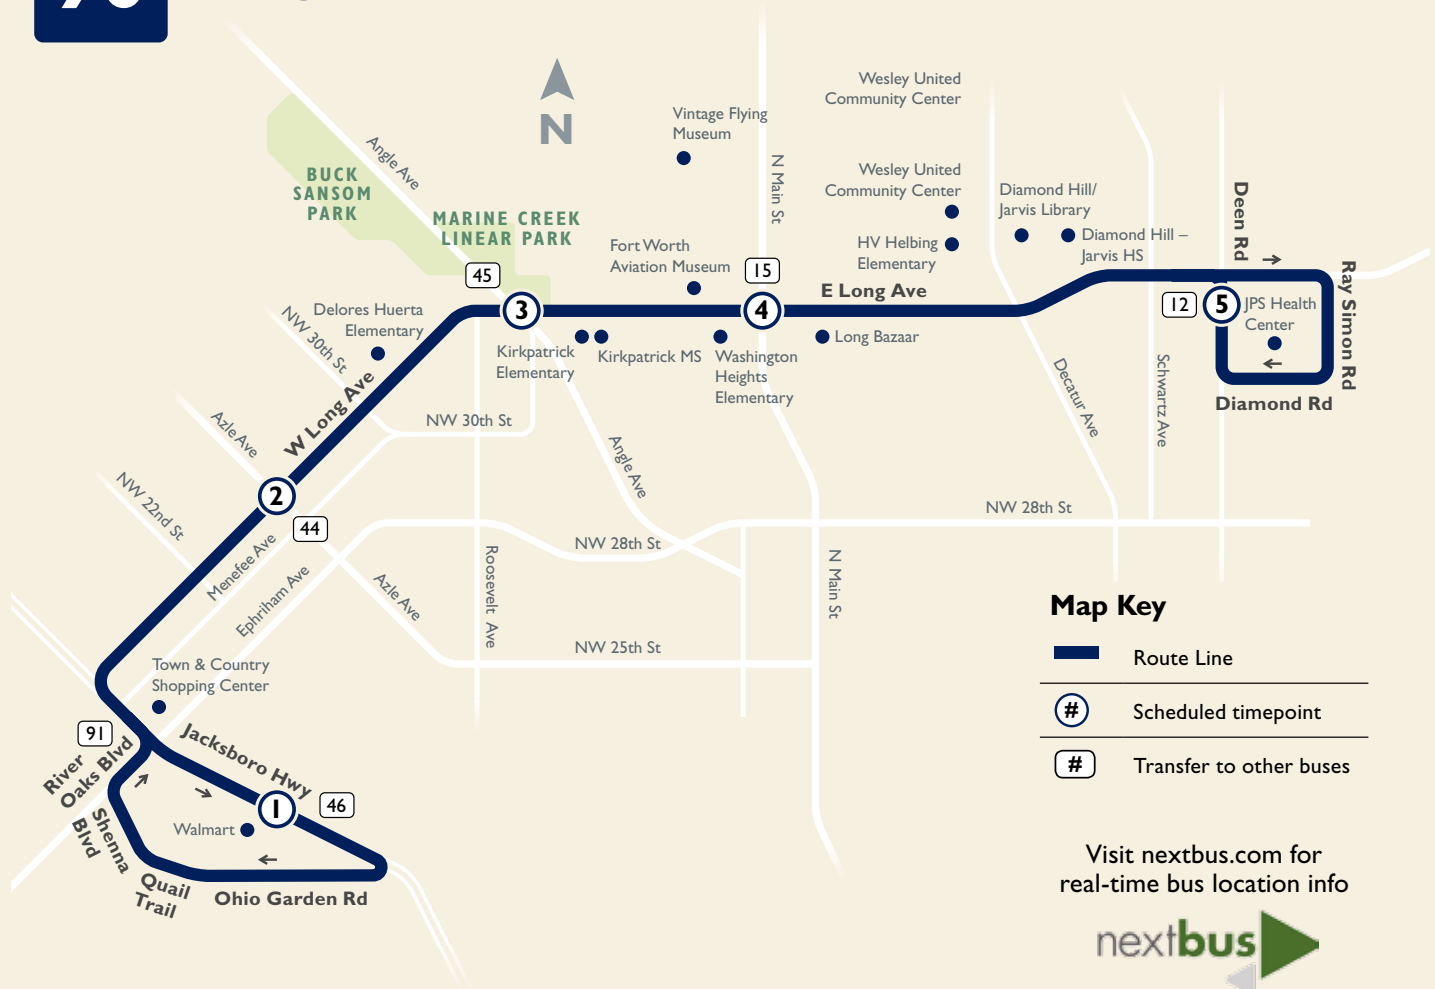 N
Wesley United
Community Center
Vintage Flying
Museum
Angle Ave
BUCK
SANSOM
PARK
MARINE CREEK
LINEAR PARK
N Main St
Wesley United
Community Center
Diamond Hill/
Jarvis Library
Deen Rd
Fort Worth
Aviation Museum
HV Helbing
Elementary
Diamond Hill –
Jarvis HS
→
45
15
E Long Ave
Ray Simon Rd
Delores Huerta
Elementary
NW 30th St
3
4
12
5
JPS Health
Center
Kirkpatrick
Elementary
Kirkpatrick MS
Washington
Heights
Elementary
Long Bazaar
←
Diamond Rd
W Long Ave
Decatur Ave
Schwartz Ave
Azle Ave
NW 30th St
Angle Ave
NW 22nd St
2
44
NW 28th St
NW 28th St
Menefee Ave
Ephriham Ave
Azle Ave
Roosevelt Ave
N Main St
NW 25th St
Town & Country
Shopping Center
91
River
Oaks Blvd
Jacksboro Hwy
1
46
Walmart
Shenna
Blvd
Quail
Trail
Ohio Garden Rd
Map Key
Route Line
# Scheduled timepoint
# Transfer to other buses
Visit nextbus.com for
real-time bus location info
nextbus